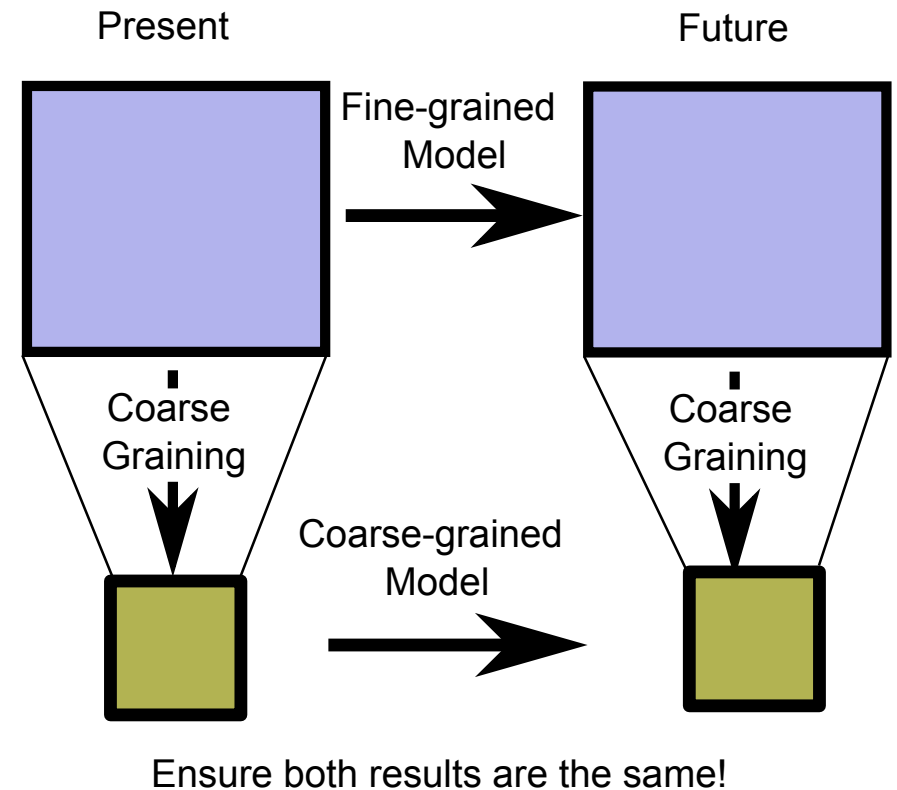 Present
Future
Fine-grained
Model
Coarse
Graining
Coarse
Graining
Coarse-grained
Model
Ensure both results are the same!